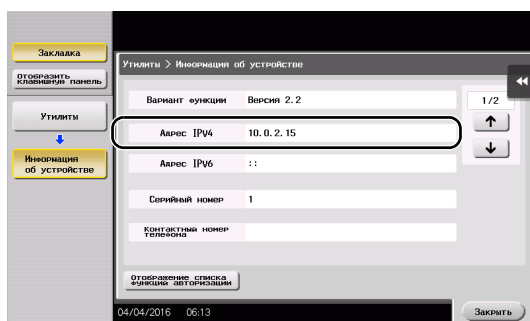 Закладка
Утилиты > Информация об устройстве
Отобразить
клавишную панель
Вариант функции Версия 2.2
1/2
Утилиты
Адрес IPV4 10.0.2.15
Информация
об устройстве
Адрес IPV6 ::
Серийный номер 1
Контактный номер
телефона
Отображение списка
функций авторизации
04/04/2016 06:13
Закрыть